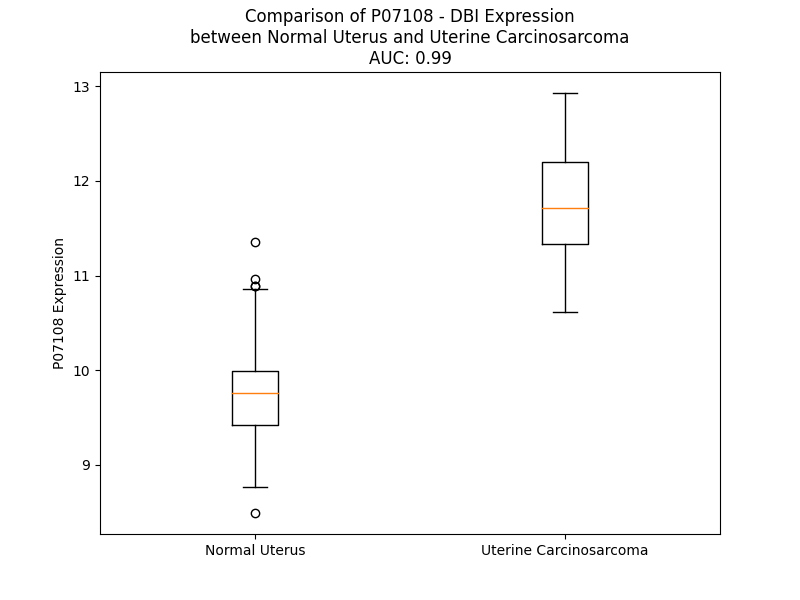 Comparison of P07108 - DBI Expression
between Normal Uterus and Uterine Carcinosarcoma
AUC: 0.99
13
12
11
10
9
P07108 Expression
Normal Uterus
Uterine Carcinosarcoma